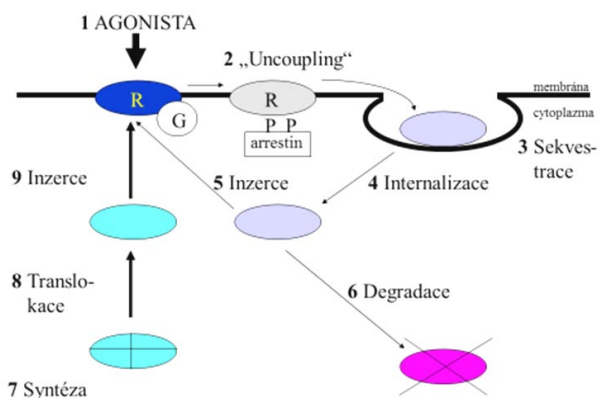 1 AGONISTA
2 „Uncoupling“
R
G
R
P P
arrestin
membrána
cytoplazma
3 Sekves-
trace
9 Inzerce
5 Inzerce
4 Internalizace
8 Translo-
kace
6 Degradace
7 Syntéza